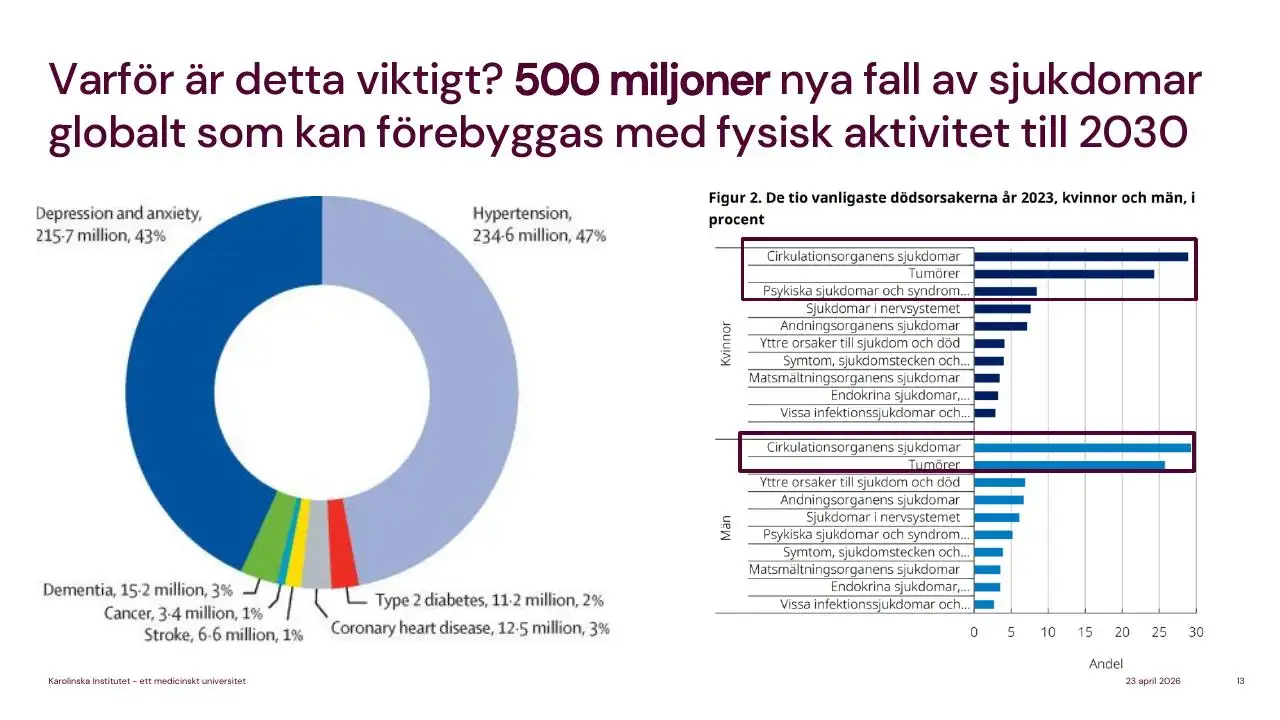 Varför är detta viktigt? 500 miljoner nya fall av sjukdomar
globalt som kan förebyggas med fysisk aktivitet till 2030
Depression and anxiety,
215·7 million, 43%
Hypertension,
234·6 million, 47%
Dementia, 15·2 million, 3%
Cancer, 3·4 million, 1%
Stroke, 6·6 million, 1%
Type 2 diabetes, 11·2 million, 2%
Coronary heart disease, 12·5 million, 3%
Figur 2. De tio vanligaste dödsorsakerna år 2023, kvinnor och män, i
procent
Kvinnor
Cirkulationsorganens sjukdomar
Tumörer
Psykiska sjukdomar och syndrom...
Sjukdomar i nervsystemet
Andningsorganens sjukdomar
Yttre orsaker till sjukdom och död
Symtom, sjukdomstecken och...
Matsmältningsorganens sjukdomar
Endokrina sjukdomar,...
Vissa infektionssjukdomar och...
Män
Cirkulationsorganens sjukdomar
Tumörer
Yttre orsaker till sjukdom och död
Andningsorganens sjukdomar
Sjukdomar i nervsystemet
Psykiska sjukdomar och syndrom...
Symtom, sjukdomstecken och...
Matsmältningsorganens sjukdomar
Endokrina sjukdomar,...
Vissa infektionssjukdomar och...
0 5 10 15 20 25 30
Andel
Karolinska Institutet - ett medicinskt universitet
23 april 2026
13